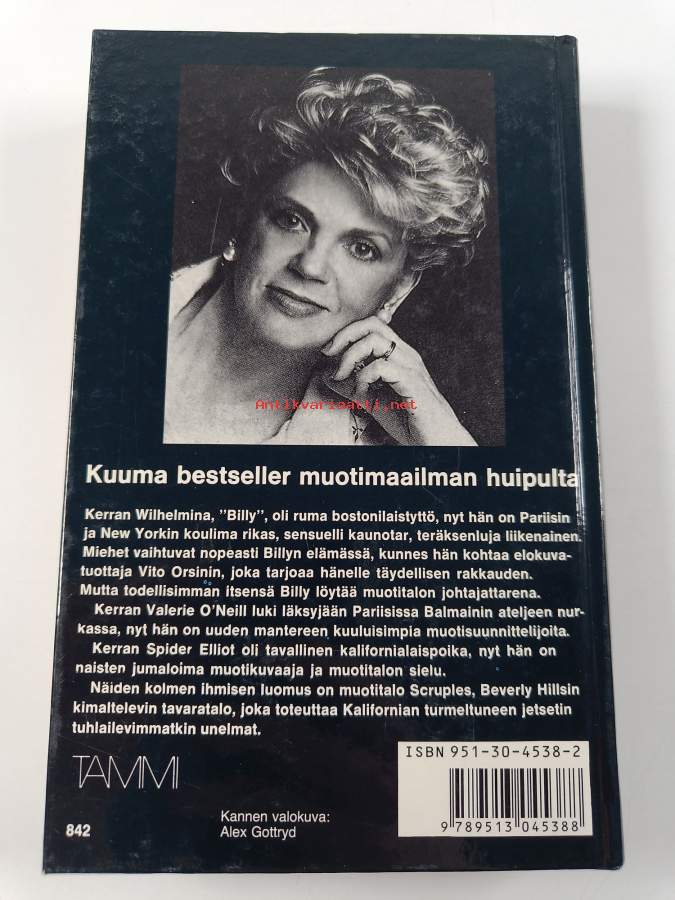 Antikvariaatti.net
Kuuma bestseller muotimaailman huipulta
Kerran Wilhelmina, "Billy", oli ruma bostonilaistyttö, nyt hän on Pariisin
ja New Yorkin koulima rikas, sensuelli kaunotar, teräksenluja liikenainen.
Miehet vaihtuvat nopeasti Billyn elämässä, kunnes hän kohtaa elokuva-
tuottaja Vito Orsinin, joka tarjoaa hänelle täydellisen rakkauden.
Mutta todellisimman itsensä Billy löytää muotitalon johtajattarena.
Kerran Valerie O'Neill luki läksyjään Pariisissa Balmainin ateljeen nur-
kassa, nyt hän on uuden mantereen kuuluisimpia muotisuunnittelijoita.
Kerran Spider Elliot oli tavallinen kalifornialaispoika, nyt hän on
naisten jumaloima muotikuvaaja ja muotitalon sielu.
Näiden kolmen ihmisen luomus on muotitalo Scruples, Beverly Hillsin
kimaltelevin tavaratalo, joka toteuttaa Kalifornian turmeltuneen jetsetin
tuhlailevimmatkin unelmat.
ISBN 951-30-4538-2
TAMMI
842
Kannen valokuva:
Alex Gottryd
9 789513 045388